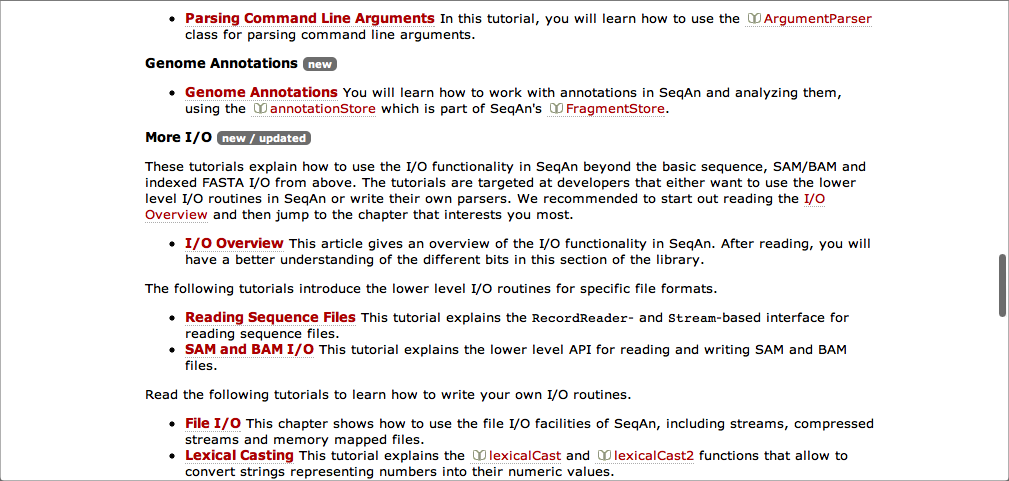 • Parsing Command Line Arguments In this tutorial, you will learn how to use the ArgumentParser
class for parsing command line arguments.
Genome Annotations new
• Genome Annotations You will learn how to work with annotations in SeqAn and analyzing them,
using the annotationStore which is part of SeqAn's FragmentStore.
More I/O new / updated
These tutorials explain how to use the I/O functionality in SeqAn beyond the basic sequence, SAM/BAM and
indexed FASTA I/O from above. The tutorials are targeted at developers that either want to use the lower
level I/O routines in SeqAn or write their own parsers. We recommended to start out reading the I/O
Overview and then jump to the chapter that interests you most.
• I/O Overview This article gives an overview of the I/O functionality in SeqAn. After reading, you will
have a better understanding of the different bits in this section of the library.
The following tutorials introduce the lower level I/O routines for specific file formats.
• Reading Sequence Files This tutorial explains the RecordReader- and Stream-based interface for
reading sequence files.
• SAM and BAM I/O This tutorial explains the lower level API for reading and writing SAM and BAM
files.
Read the following tutorials to learn how to write your own I/O routines.
• File I/O This chapter shows how to use the file I/O facilities of SeqAn, including streams, compressed
streams and memory mapped files.
• Lexical Casting This tutorial explains the lexicalCast and lexicalCast2 functions that allow to
convert strings representing numbers into their numeric values.